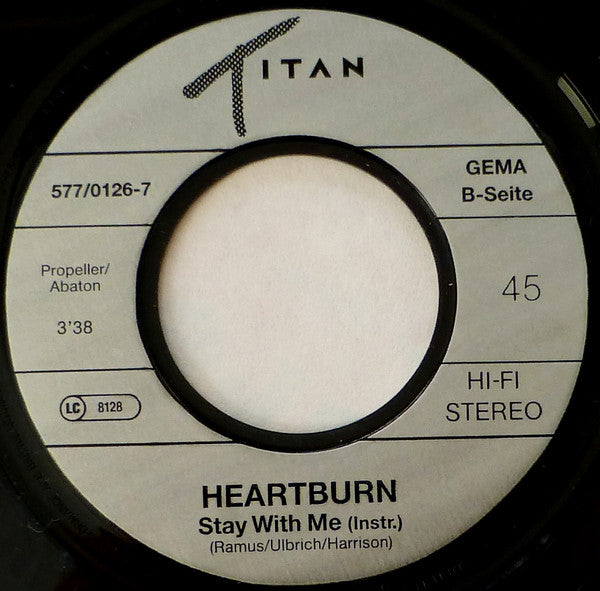 TITAN
577/0126-7
GEMA
B-Seite
Propeller/
Abaton
3'38
45
LC 8128
HI-FI
STEREO
HEARTBURN
Stay With Me (Instr.)
(Ramus/Ulbrich/Harrison)